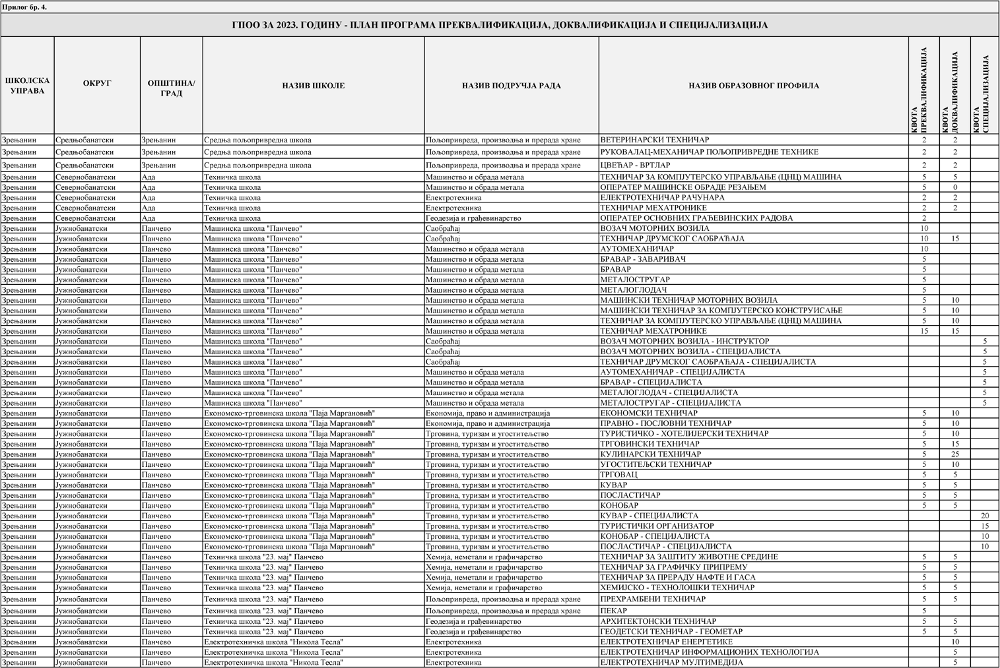 Прилог бр. 4.
ГПОО ЗА 2023. ГОДИНУ - ПЛАН ПРОГРАМА ПРЕКВАЛИФИКАЦИЈА, ДОКВАЛИФИКАЦИЈА И СПЕЦИЈАЛИЗАЦИЈА
ШКОЛСКА УПРАВА ОКРУГ ОПШТИНА/ ГРАД НАЗИВ ШКОЛЕ НАЗИВ ПОДРУЧЈА РАДА НАЗИВ ОБРАЗОВНОГ ПРОФИЛА КВОТА ПРЕКВАЛИФИКАЦИЈА КВОТА ДОКВАЛИФИКАЦИЈА КВОТА СПЕЦИЈАЛИЗАЦИЈА
Зрењанин Средњобанатски Зрењанин Средња пољопривредна школа Пољопривреда, производња и прерада хране ВЕТЕРИНАРСКИ ТЕХНИЧАР 2 2
Зрењанин Средњобанатски Зрењанин Средња пољопривредна школа Пољопривреда, производња и прерада хране РУКОВАЛАЦ-МЕХАНИЧАР ПОЉОПРИВРЕДНЕ ТЕХНИКЕ 2 2
Зрењанин Средњобанатски Зрењанин Средња пољопривредна школа Пољопривреда, производња и прерада хране ЦВЕЋАР - ВРТЛАР 2 2
Зрењанин Севернобанатски Ада Техничка школа Машинство и обрада метала ТЕХНИЧАР ЗА КОМПЈУТЕРСКО УПРАВЉАЊЕ (ЦНЦ) МАШИНА 5 5
Зрењанин Севернобанатски Ада Техничка школа Машинство и обрада метала ОПЕРАТЕР МАШИНСКЕ ОБРАДЕ РЕЗАЊЕМ 5 0
Зрењанин Севернобанатски Ада Техничка школа Електротехника ЕЛЕКТРОТЕХНИЧАР РАЧУНАРА 2 2
Зрењанин Севернобанатски Ада Техничка школа Електротехника ТЕХНИЧАР МЕХАТРОНИКЕ 2 2
Зрењанин Севернобанатски Ада Техничка школа Геодезија и грађевинарство ОПЕРАТЕР ОСНОВНИХ ГРАЂЕВИНСКИХ РАДОВА 2
Зрењанин Јужнобанатски Панчево Машинска школа "Панчево" Саобраћај ВОЗАЧ МОТОРНИХ ВОЗИЛА 10
Зрењанин Јужнобанатски Панчево Машинска школа "Панчево" Саобраћај ТЕХНИЧАР ДРУМСКОГ САОБРАЋАЈА 10 15
Зрењанин Јужнобанатски Панчево Машинска школа "Панчево" Машинство и обрада метала АУТОМЕХАНИЧАР 10
Зрењанин Јужнобанатски Панчево Машинска школа "Панчево" Машинство и обрада метала БРАВАР - ЗАВАРИВАЧ 5
Зрењанин Јужнобанатски Панчево Машинска школа "Панчево" Машинство и обрада метала БРАВАР 5
Зрењанин Јужнобанатски Панчево Машинска школа "Панчево" Машинство и обрада метала МЕТАЛОСТРУГАР 5
Зрењанин Јужнобанатски Панчево Машинска школа "Панчево" Машинство и обрада метала МЕТАЛОГЛОДАЧ 5
Зрењанин Јужнобанатски Панчево Машинска школа "Панчево" Машинство и обрада метала МАШИНСКИ ТЕХНИЧАР МОТОРНИХ ВОЗИЛА 5 10
Зрењанин Јужнобанатски Панчево Машинска школа "Панчево" Машинство и обрада метала МАШИНСКИ ТЕХНИЧАР ЗА КОМПЈУТЕРСКО КОНСТРУИСАЊЕ 5 10
Зрењанин Јужнобанатски Панчево Машинска школа "Панчево" Машинство и обрада метала ТЕХНИЧАР ЗА КОМПЈУТЕРСКО УПРАВЉАЊЕ (ЦНЦ) МАШИНА 5 10
Зрењанин Јужнобанатски Панчево Машинска школа "Панчево" Машинство и обрада метала ТЕХНИЧАР МЕХАТРОНИКЕ 15 15
Зрењанин Јужнобанатски Панчево Машинска школа "Панчево" Саобраћај ВОЗАЧ МОТОРНИХ ВОЗИЛА - ИНСТРУКТОР 5
Зрењанин Јужнобанатски Панчево Машинска школа "Панчево" Саобраћај ВОЗАЧ МОТОРНИХ ВОЗИЛА - СПЕЦИЈАЛИСТА 5
Зрењанин Јужнобанатски Панчево Машинска школа "Панчево" Саобраћај ТЕХНИЧАР ДРУМСКОГ САОБРАЋАЈА - СПЕЦИЈАЛИСТА 5
Зрењанин Јужнобанатски Панчево Машинска школа "Панчево" Машинство и обрада метала АУТОМЕХАНИЧАР - СПЕЦИЈАЛИСТА 5
Зрењанин Јужнобанатски Панчево Машинска школа "Панчево" Машинство и обрада метала БРАВАР - СПЕЦИЈАЛИСТА 5
Зрењанин Јужнобанатски Панчево Машинска школа "Панчево" Машинство и обрада метала МЕТАЛОГЛОДАЧ - СПЕЦИЈАЛИСТА 5
Зрењанин Јужнобанатски Панчево Машинска школа "Панчево" Машинство и обрада метала МЕТАЛОСТРУГАР - СПЕЦИЈАЛИСТА 5
Зрењанин Јужнобанатски Панчево Економско-трговинска школа "Паја Маргановић" Економија, право и администрација ЕКОНОМСКИ ТЕХНИЧАР 5 10
Зрењанин Јужнобанатски Панчево Економско-трговинска школа "Паја Маргановић" Економија, право и администрација ПРАВНО - ПОСЛОВНИ ТЕХНИЧАР 5 10
Зрењанин Јужнобанатски Панчево Економско-трговинска школа "Паја Маргановић" Трговина, туризам и угоститељство ТУРИСТИЧКО - ХОТЕЛИЈЕРСКИ ТЕХНИЧАР 5 10
Зрењанин Јужнобанатски Панчево Економско-трговинска школа "Паја Маргановић" Трговина, туризам и угоститељство ТРГОВИНСКИ ТЕХНИЧАР 5 15
Зрењанин Јужнобанатски Панчево Економско-трговинска школа "Паја Маргановић" Трговина, туризам и угоститељство КУЛИНАРСКИ ТЕХНИЧАР 5 25
Зрењанин Јужнобанатски Панчево Економско-трговинска школа "Паја Маргановић" Трговина, туризам и угоститељство УГОСТИТЕЉСКИ ТЕХНИЧАР 5 10
Зрењанин Јужнобанатски Панчево Економско-трговинска школа "Паја Маргановић" Трговина, туризам и угоститељство ТРГОВАЦ 5 5
Зрењанин Јужнобанатски Панчево Економско-трговинска школа "Паја Маргановић" Трговина, туризам и угоститељство КУВАР 5 5
Зрењанин Јужнобанатски Панчево Економско-трговинска школа "Паја Маргановић" Трговина, туризам и угоститељство ПОСЛАСТИЧАР 5 5
Зрењанин Јужнобанатски Панчево Економско-трговинска школа "Паја Маргановић" Трговина, туризам и угоститељство КОНОБАР 5 5
Зрењанин Јужнобанатски Панчево Економско-трговинска школа "Паја Маргановић" Трговина, туризам и угоститељство КУВАР - СПЕЦИЈАЛИСТА 20
Зрењанин Јужнобанатски Панчево Економско-трговинска школа "Паја Маргановић" Трговина, туризам и угоститељство ТУРИСТИЧКИ ОРГАНИЗАТОР 15
Зрењанин Јужнобанатски Панчево Економско-трговинска школа "Паја Маргановић" Трговина, туризам и угоститељство КОНОБАР - СПЕЦИЈАЛИСТА 10
Зрењанин Јужнобанатски Панчево Економско-трговинска школа "Паја Маргановић" Трговина, туризам и угоститељство ПОСЛАСТИЧАР - СПЕЦИЈАЛИСТА 10
Зрењанин Јужнобанатски Панчево Техничка школа "23. мај" Панчево Хемија, неметали и графичарство ТЕХНИЧАР ЗА ЗАШТИТУ ЖИВОТНЕ СРЕДИНЕ 5 5
Зрењанин Јужнобанатски Панчево Техничка школа "23. мај" Панчево Хемија, неметали и графичарство ТЕХНИЧАР ЗА ГРАФИЧКУ ПРИПРЕМУ 5 5
Зрењанин Јужнобанатски Панчево Техничка школа "23. мај" Панчево Хемија, неметали и графичарство ТЕХНИЧАР ЗА ПРЕРАДУ НАФТЕ И ГАСА 5 5
Зрењанин Јужнобанатски Панчево Техничка школа "23. мај" Панчево Хемија, неметали и графичарство ХЕМИЈСКО - ТЕХНОЛОШКИ ТЕХНИЧАР 5 5
Зрењанин Јужнобанатски Панчево Техничка школа "23. мај" Панчево Пољопривреда, производња и прерада хране ПРЕХРАМБЕНИ ТЕХНИЧАР 5 5
Зрењанин Јужнобанатски Панчево Техничка школа "23. мај" Панчево Пољопривреда, производња и прерада хране ПЕКАР 5
Зрењанин Јужнобанатски Панчево Техничка школа "23. мај" Панчево Геодезија и грађевинарство АРХИТЕКТОНСКИ ТЕХНИЧАР 5 5
Зрењанин Јужнобанатски Панчево Техничка школа "23. мај" Панчево Геодезија и грађевинарство ГЕОДЕТСКИ ТЕХНИЧАР - ГЕОМЕТАР 5 5
Зрењанин Јужнобанатски Панчево Електротехничка школа "Никола Тесла" Електротехника ЕЛЕКТРОТЕХНИЧАР ЕНЕРГЕТИКЕ 10
Зрењанин Јужнобанатски Панчево Електротехничка школа "Никола Тесла" Електротехника ЕЛЕКТРОТЕХНИЧАР ИНФОРМАЦИОНИХ ТЕХНОЛОГИЈА 5
Зрењанин Јужнобанатски Панчево Електротехничка школа "Никола Тесла" Електротехника ЕЛЕКТРОТЕХНИЧАР МУЛТИМЕДИЈА 5